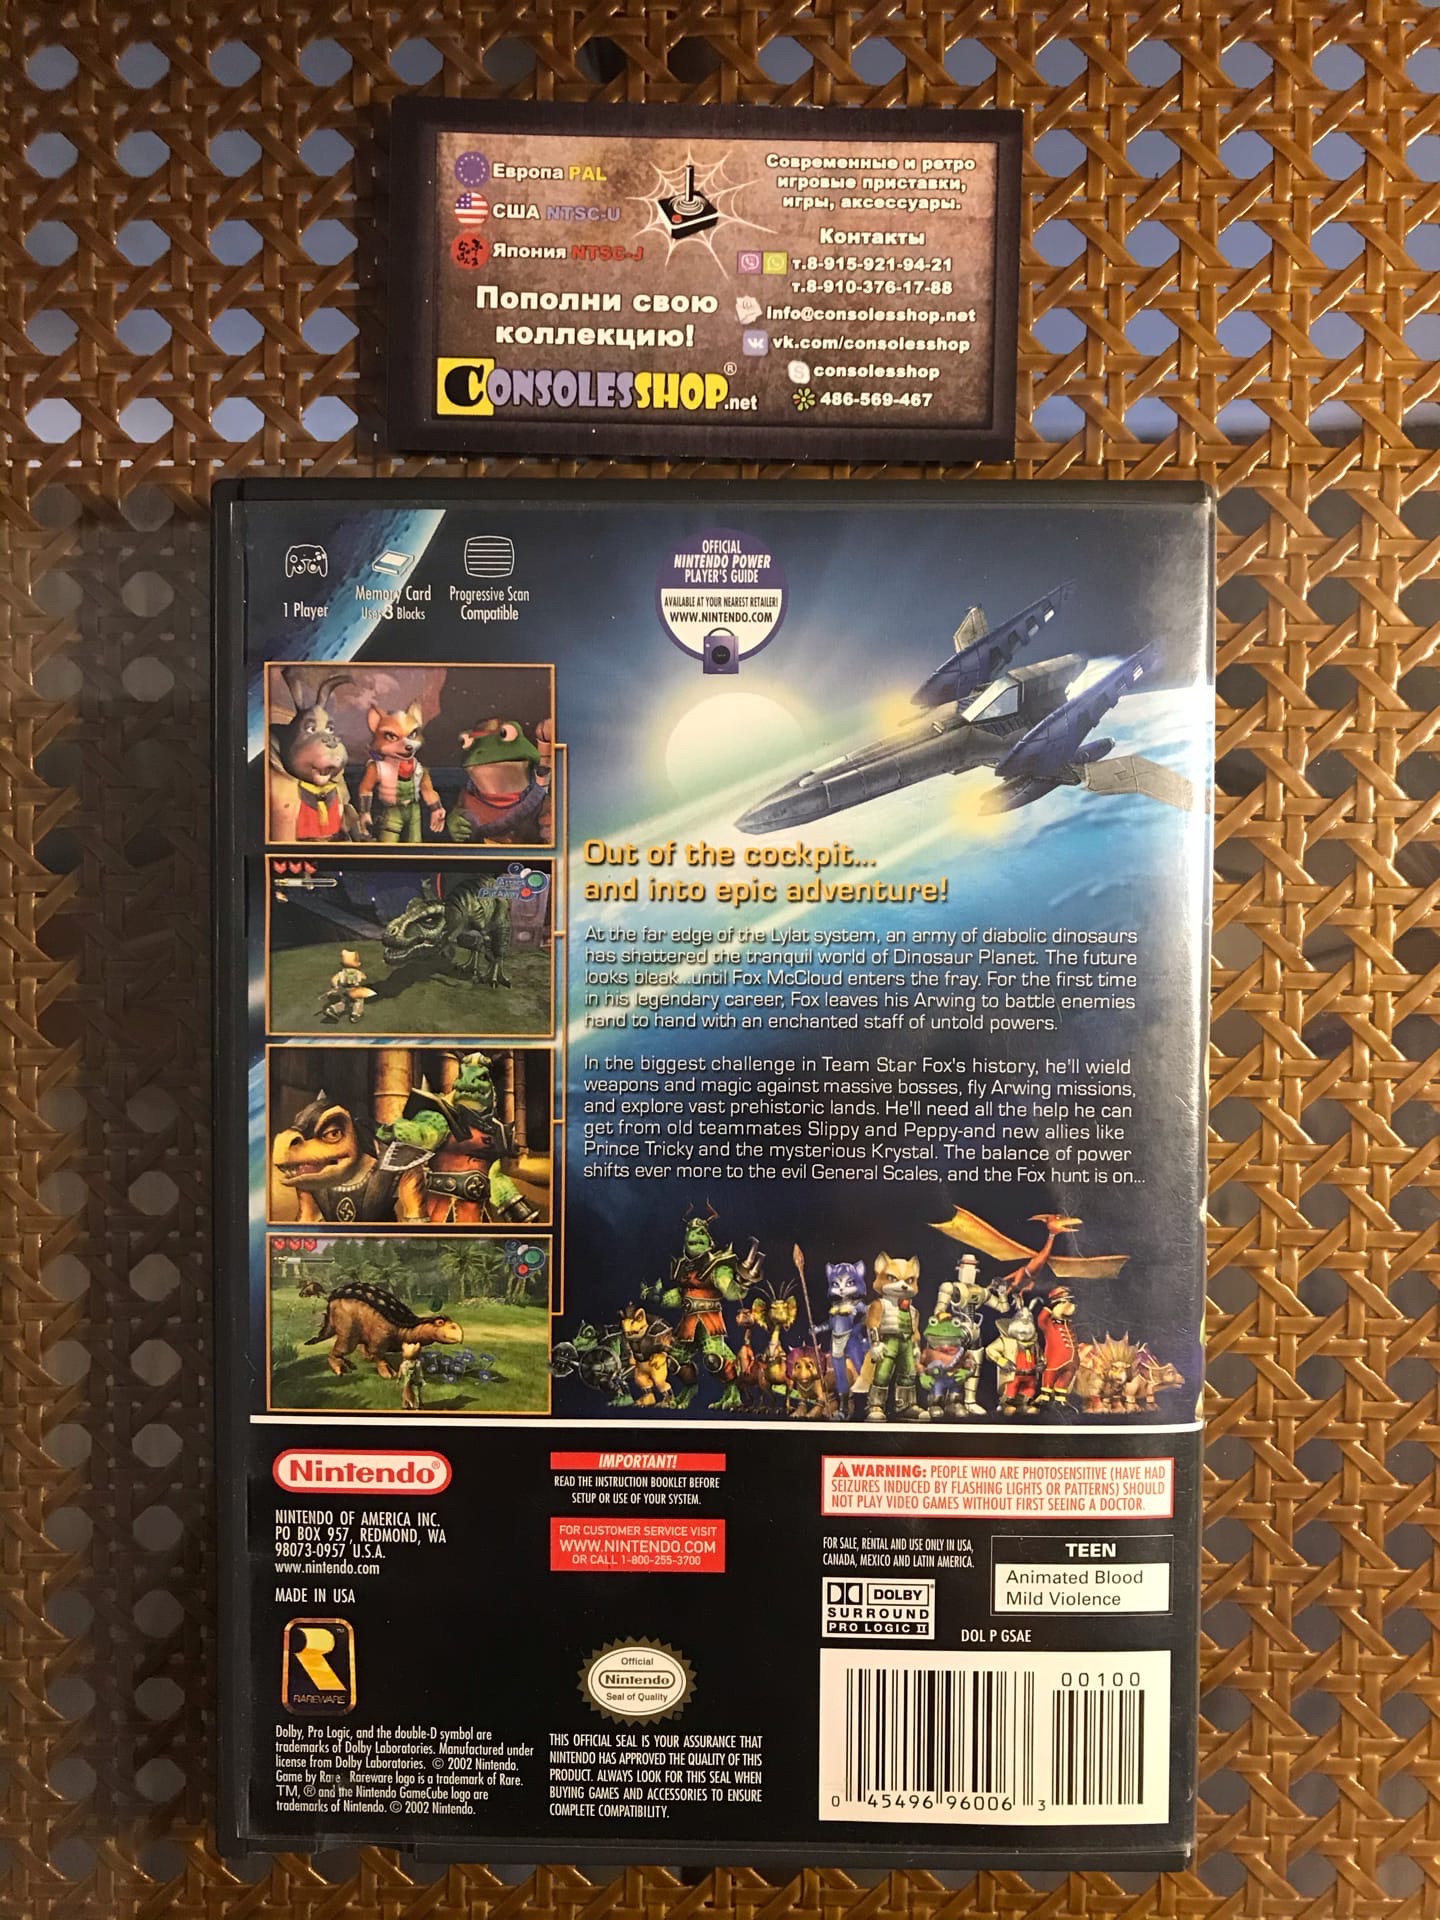 Европа PAL
США NTSC-U
Япония NTSC-J
Пополни свою
коллекцию!
CONSOLESSHOP.net®
Современные и ретро
игровые приставки,
игры, аксессуары.
Контакты
т.8-915-921-94-21
т.8-910-376-17-88
info@consolesshop.net
vk.com/consolesshop
consolesshop
486-569-467
1 Player
Memory Card
Uses 3 Blocks
Progressive Scan
Compatible
OFFICIAL
NINTENDO POWER
PLAYER'S GUIDE
AVAILABLE AT YOUR NEAREST RETAILER!
WWW.NINTENDO.COM
Out of the cockpit...
and into epic adventure!
At the far edge of the Lylat system, an army of diabolic dinosaurs
has shattered the tranquil world of Dinosaur Planet. The future
looks bleak...until Fox McCloud enters the fray. For the first time
in his legendary career, Fox leaves his Arwing to battle enemies
hand to hand with an enchanted staff of untold powers.
In the biggest challenge in Team Star Fox's history, he'll wield
weapons and magic against massive bosses, fly Arwing missions,
and explore vast prehistoric lands. He'll need all the help he can
get from old teammates Slippy and Peppy-and new allies like
Prince Tricky and the mysterious Krystal. The balance of power
shifts ever more to the evil General Scales, and the Fox hunt is on...
Nintendo®
NINTENDO OF AMERICA INC.
PO BOX 957, REDMOND, WA
98073-0957 U.S.A.
www.nintendo.com
MADE IN USA
RAREWARE™
Dolby, Pro Logic, and the double-D symbol are
trademarks of Dolby Laboratories. Manufactured under
license from Dolby Laboratories. © 2002 Nintendo.
Game by Rare. Rareware logo is a trademark of Rare.
TM, ® and the Nintendo GameCube logo are
trademarks of Nintendo. © 2002 Nintendo.
IMPORTANT!
READ THE INSTRUCTION BOOKLET BEFORE
SETUP OR USE OF YOUR SYSTEM.
FOR CUSTOMER SERVICE VISIT
WWW.NINTENDO.COM
OR CALL 1-800-255-3700
Official
Nintendo
Seal of Quality
THIS OFFICIAL SEAL IS YOUR ASSURANCE THAT
NINTENDO HAS APPROVED THE QUALITY OF THIS
PRODUCT. ALWAYS LOOK FOR THIS SEAL WHEN
BUYING GAMES AND ACCESSORIES TO ENSURE
COMPLETE COMPATIBILITY.
WARNING: PEOPLE WHO ARE PHOTOSENSITIVE (HAVE HAD
SEIZURES INDUCED BY FLASHING LIGHTS OR PATTERNS) SHOULD
NOT PLAY VIDEO GAMES WITHOUT FIRST SEEING A DOCTOR.
FOR SALE, RENTAL AND USE ONLY IN USA,
CANADA, MEXICO AND LATIN AMERICA.
DOLBY®
SURROUND
PRO LOGIC II
TEEN
Animated Blood
Mild Violence
DOL P GSAE
00100
0 45496 96006 3